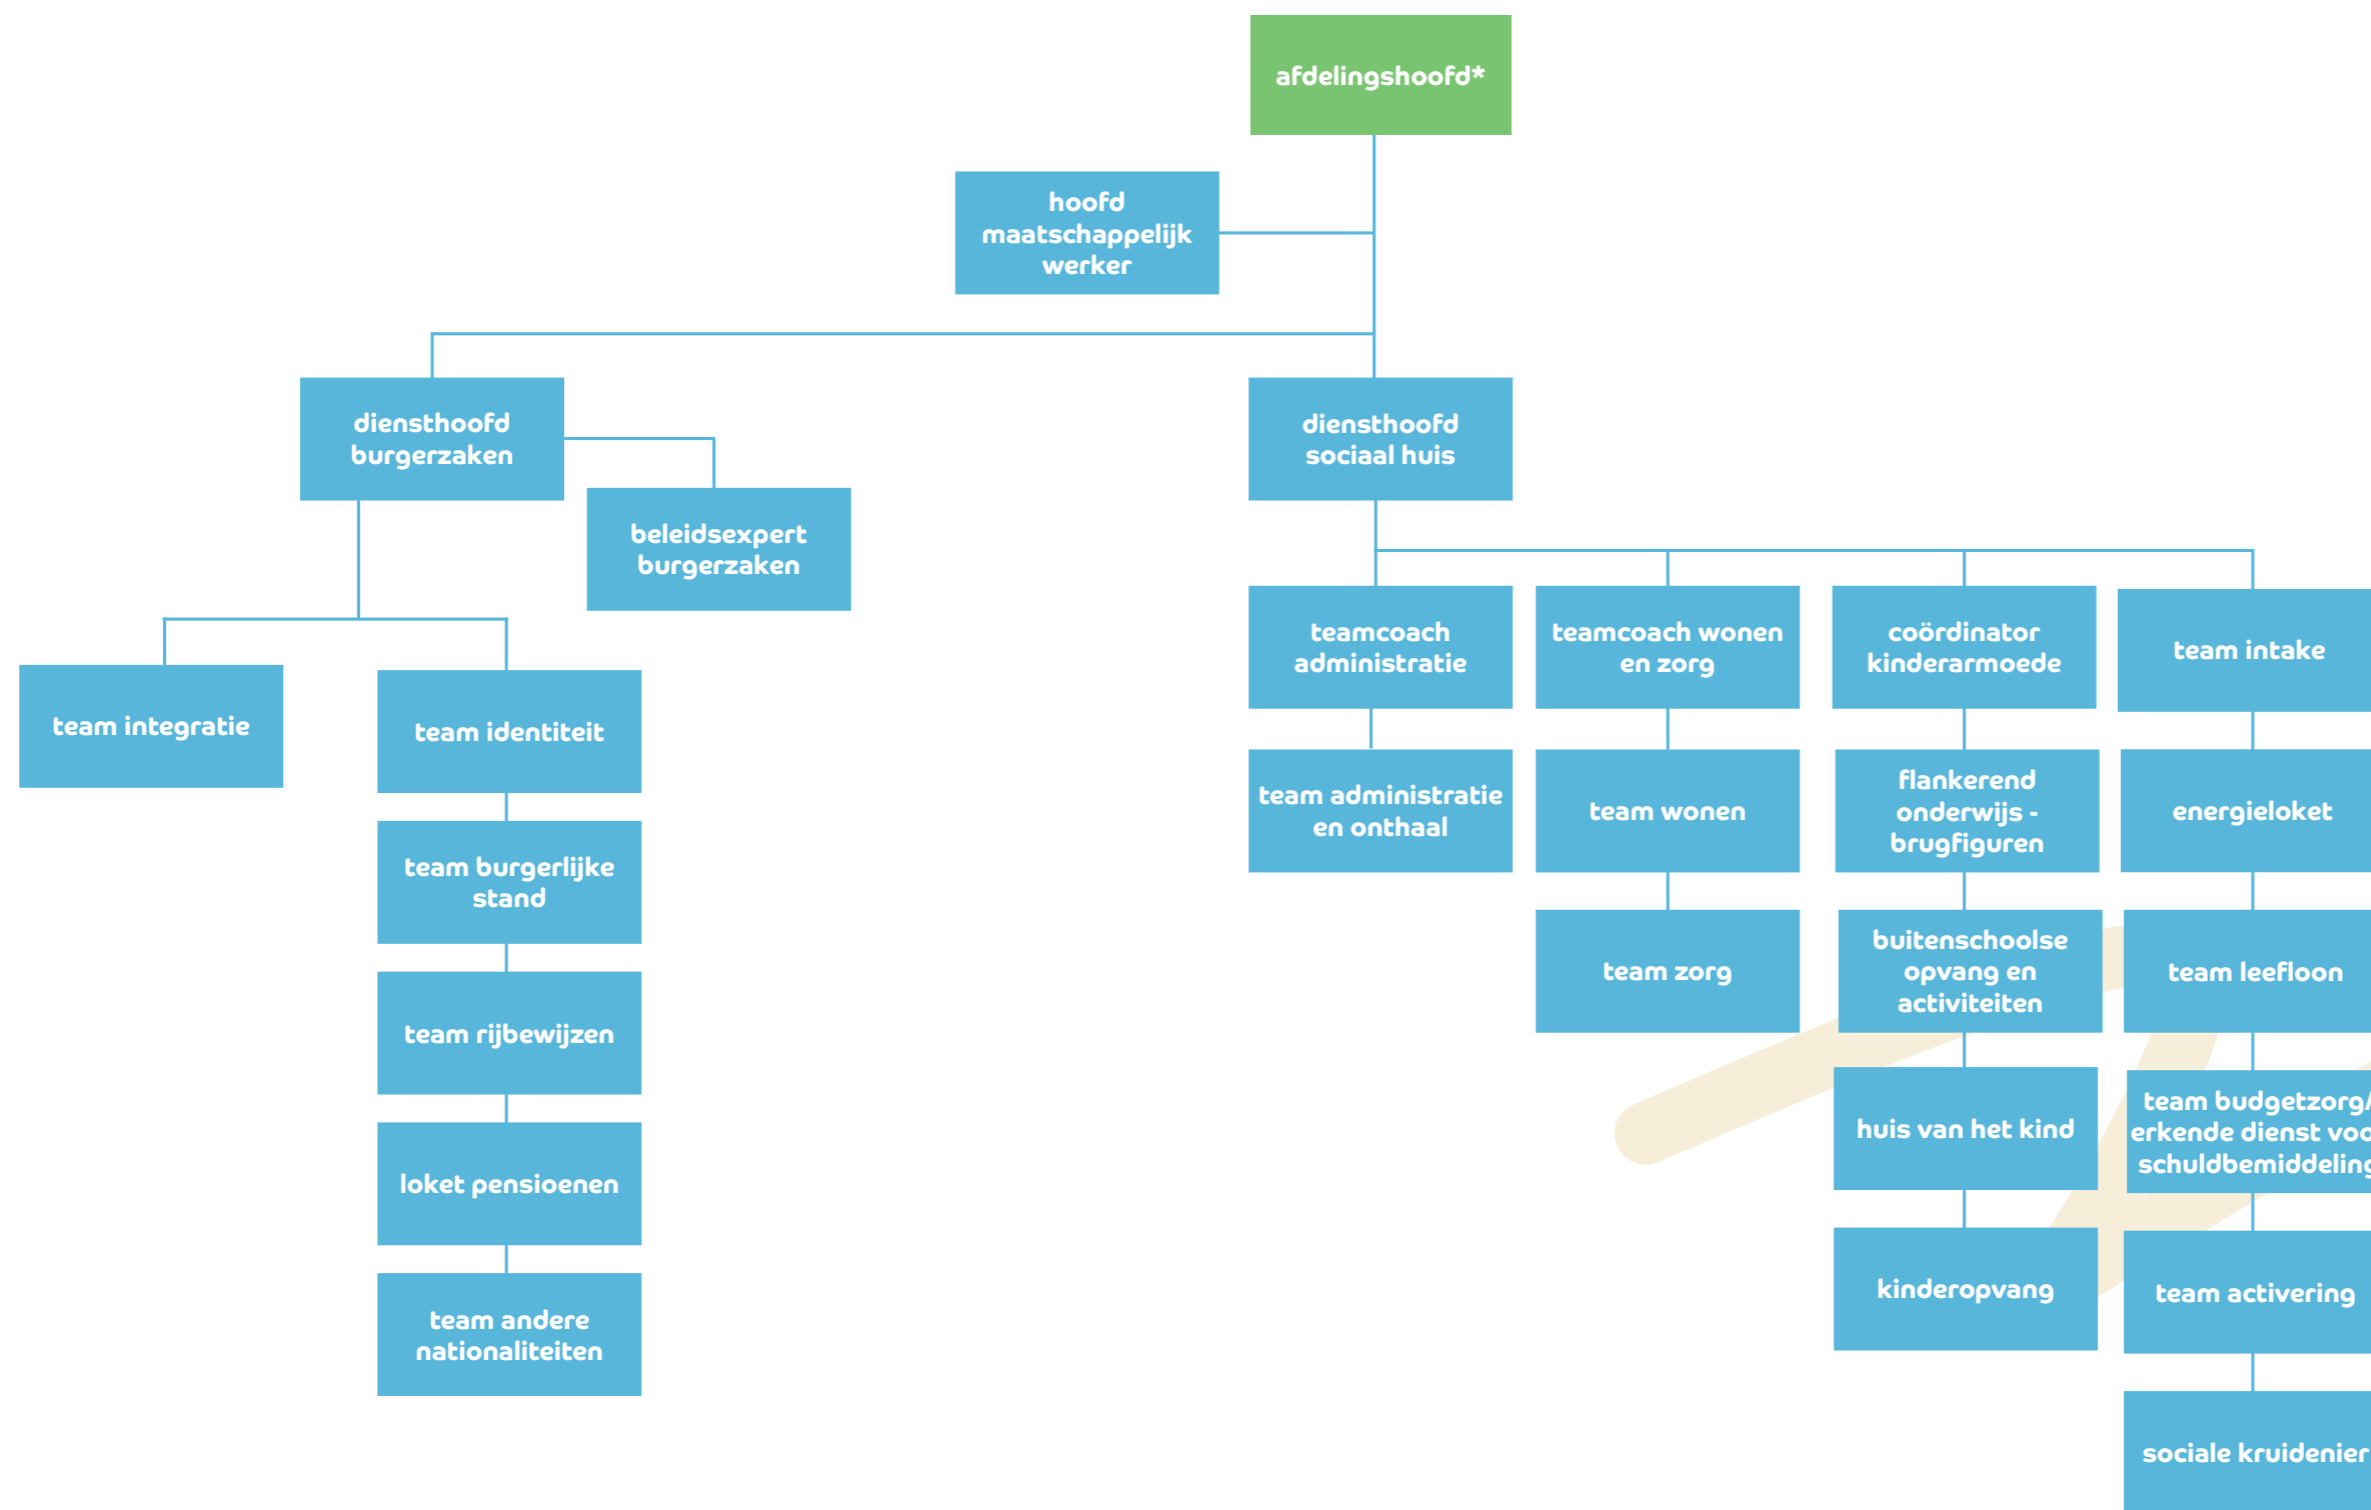 afdelingshoofd*
hoofd
maatschappelijk
werker
diensthoofd
burgerzaken
beleidsexpert
burgerzaken
team integratie
team identiteit
team burgerlijke
stand
team rijbewijzen
loket pensioenen
team andere
nationaliteiten
diensthoofd
sociaal huis
teamcoach
administratie
team administratie
en onthaal
teamcoach wonen
en zorg
team wonen
team zorg
coördinator
kinderarmoede
flankerend
onderwijs -
brugfiguren
buitenschoolse
opvang en
activiteiten
huis van het kind
kinderopvang
team intake
energieloket
team leefloon
team budgetzorg/
erkende dienst voo
schuldbemiddeling
team activering
sociale kruidenier